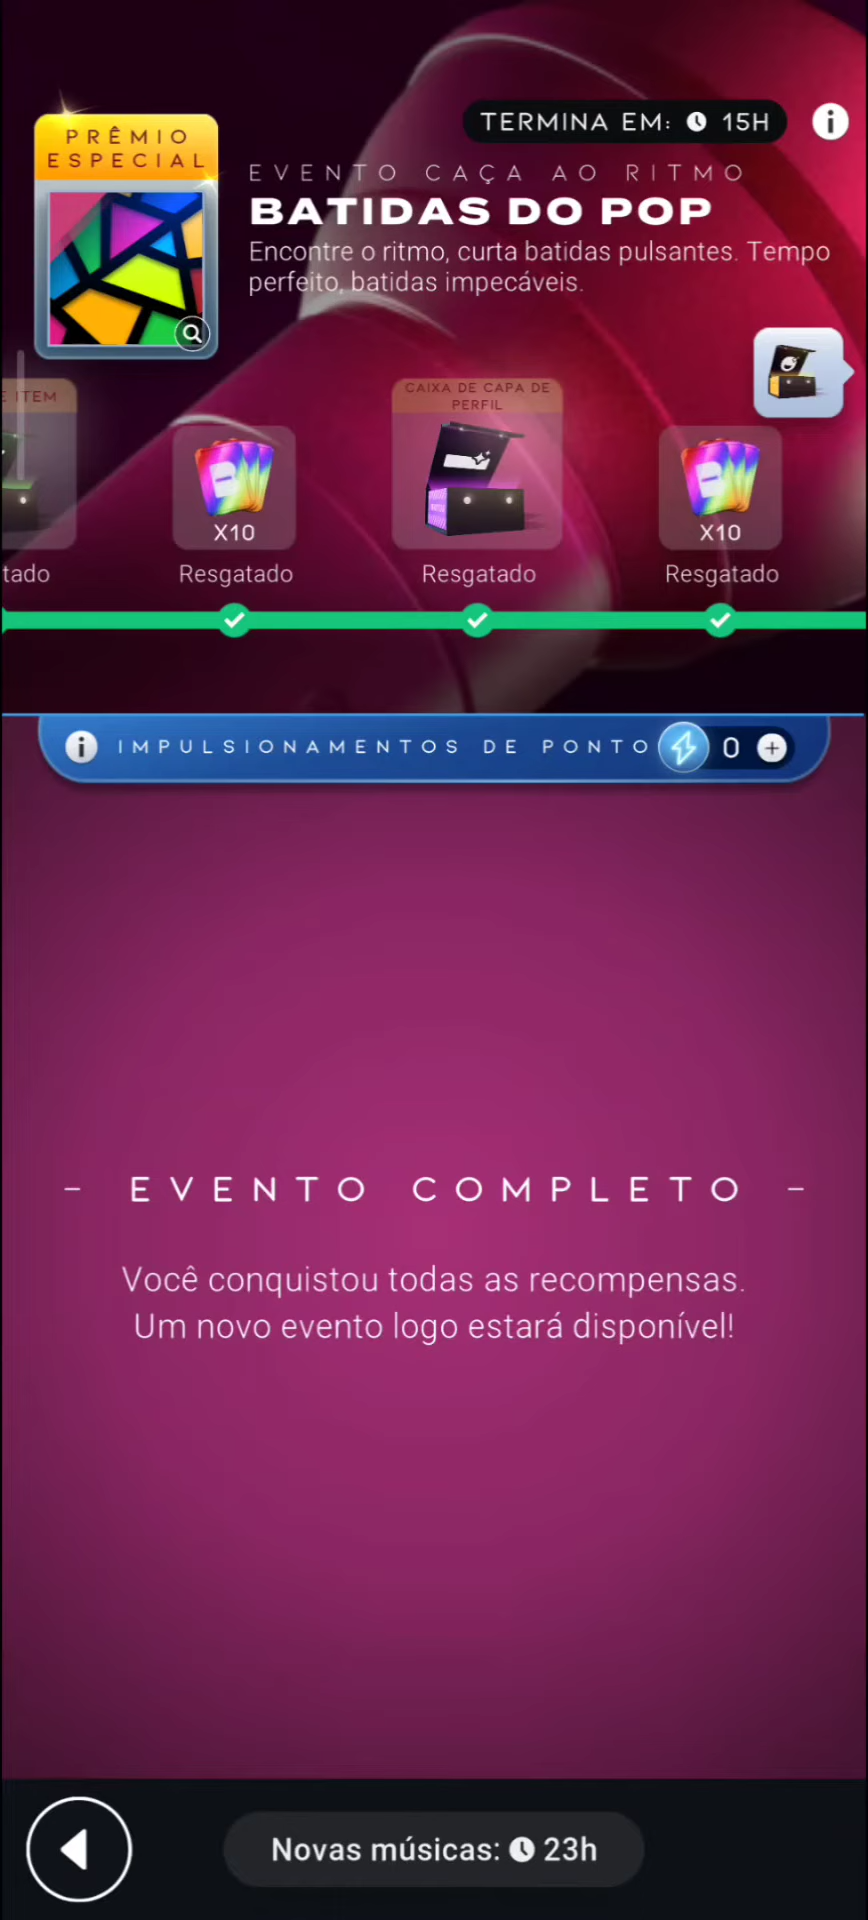 TERMINA EM: 15H
PRÊMIO
ESPECIAL
EVENTO CAÇA AO RITMO
BATIDAS DO POP
Encontre o ritmo, curta batidas pulsantes. Tempo
perfeito, batidas impecáveis.
E ITEM
CAIXA DE CAPA DE
PERFIL
X10
X10
tado
Resgatado
Resgatado
Resgatado
IMPULSIONAMENTOS DE PONTO 0 +
- EVENTO COMPLETO -
Você conquistou todas as recompensas.
Um novo evento logo estará disponível!
Novas músicas: 23h